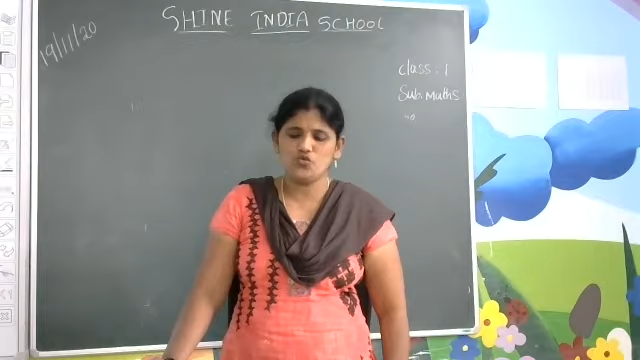 SHINE INDIA SCHOOL
19/11/20
Class : 1
Sub: Maths